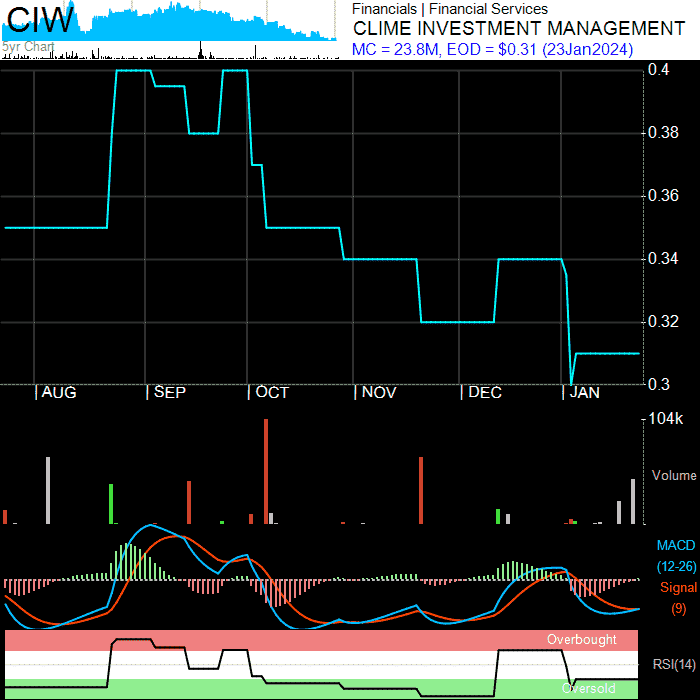 CIW
5yr Chart
Financials | Financial Services
CLIME INVESTMENT MANAGEMENT
MC = 23.8M, EOD = $0.31 (23Jan2024)
0.4
0.38
0.36
0.34
0.32
0.3
| AUG | SEP | OCT | NOV | DEC | JAN
104k
Volume
MACD
(12-26)
Signal
(9)
Overbought
RSI(14)
Oversold